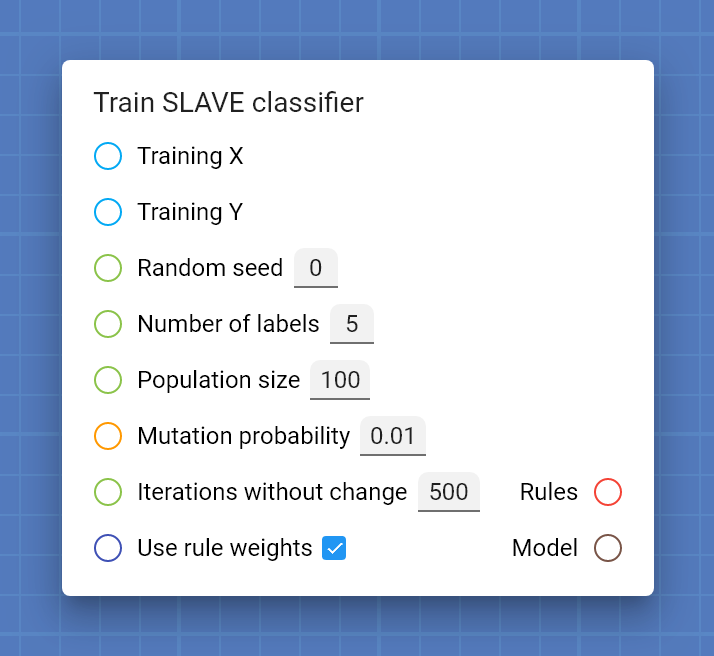 Train SLAVE classifier
Training X
Training Y
Random seed 0
Number of labels 5
Population size 100
Mutation probability 0.01
Iterations without change 500 Rules
Use rule weights Model